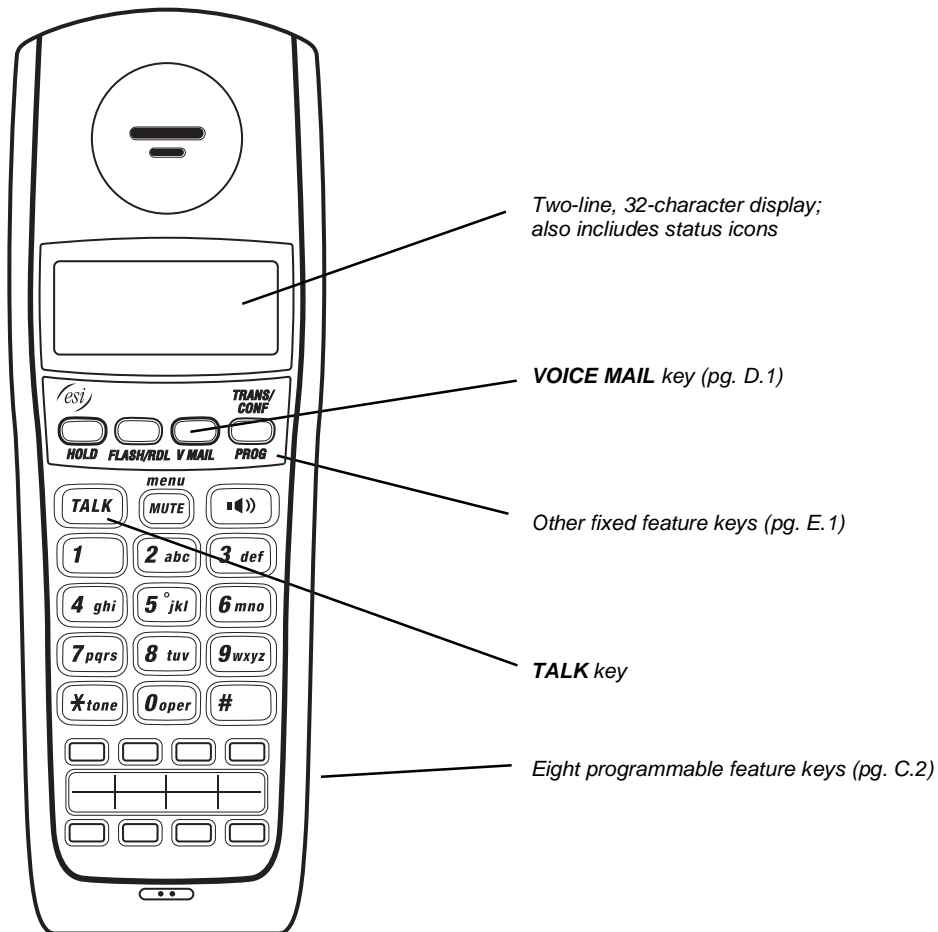 Two-line, 32-character display;
also incliudes status icons
VOICE MAIL key (pg. D.1)
esi
TRANS/
CONF
HOLD FLASH/RDL V MAIL PROG
Other fixed feature keys (pg. E.1)
menu
TALK MUTE
1 2 abc 3 def
4 ghi 5 jkl 6 mno
7 pqrs 8 tuv 9 wxyz
TALK key
* tone 0 oper #
Eight programmable feature keys (pg. C.2)